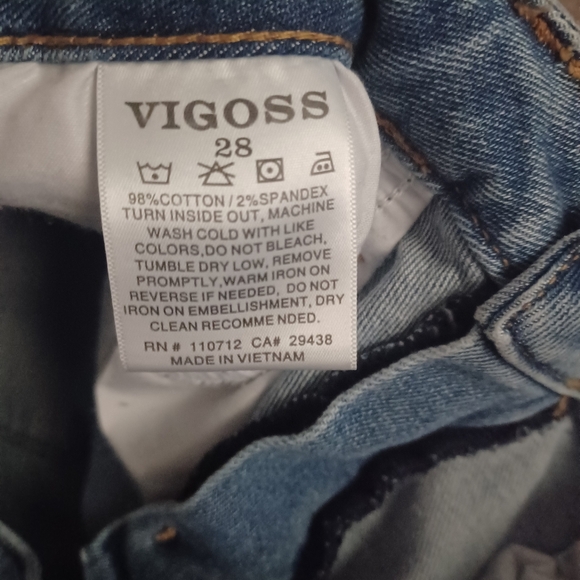 VIGOSS
28
98%COTTON / 2%SPANDEX
TURN INSIDE OUT, MACHINE
WASH COLD WITH LIKE
COLORS,DO NOT BLEACH,
TUMBLE DRY LOW, REMOVE
PROMPTLY,WARM IRON ON
REVERSE IF NEEDED, DO NOT
IRON ON EMBELLISHMENT, DRY
CLEAN RECOMME NDED.
RN # 110712 CA# 29438
MADE IN VIETNAM